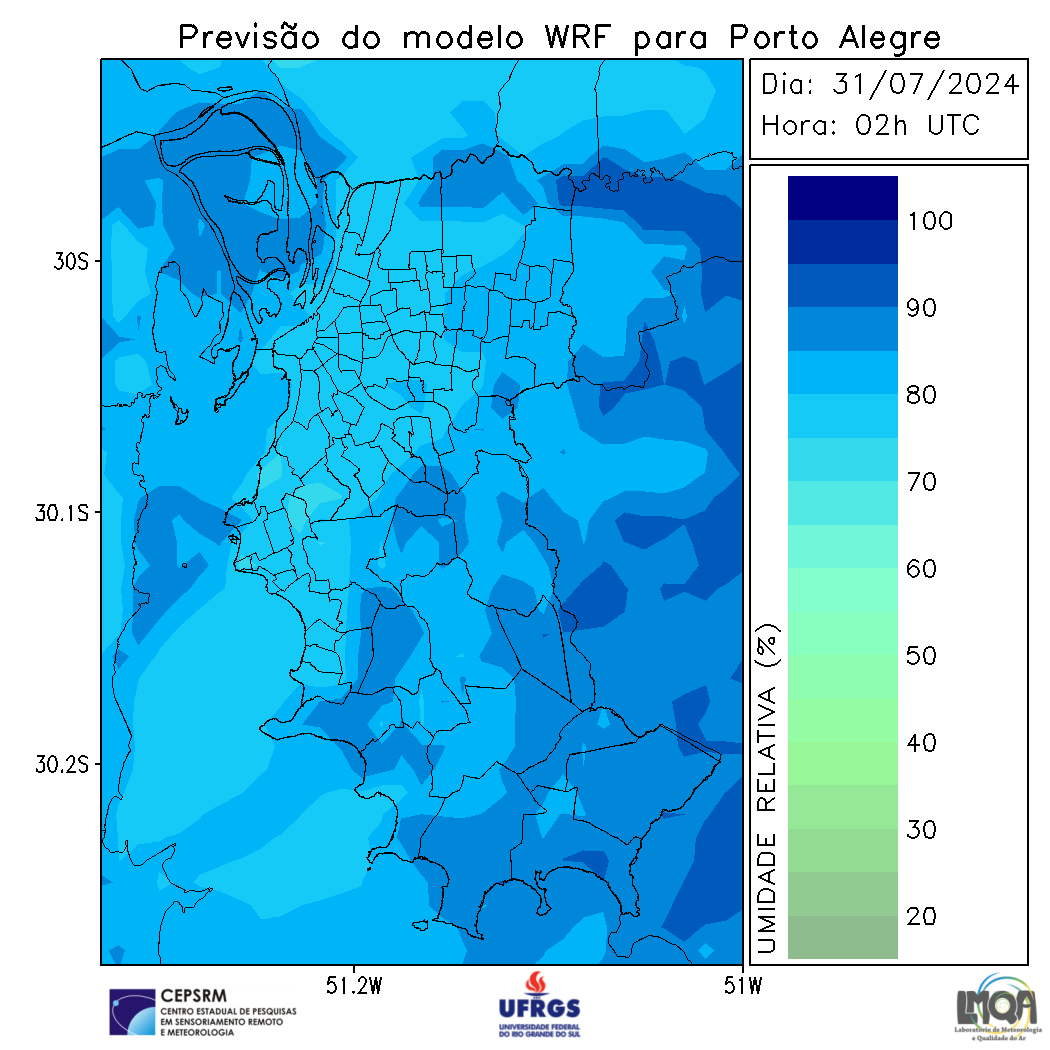 Previsão do modelo WRF para Porto Alegre
Dia: 31/07/2024
Hora: 02h UTC
30S
30.1S
30.2S
51.2W
51W
UMIDADE RELATIVA (%)
100
90
80
70
60
50
40
30
20
CEPSRM
CENTRO ESTADUAL DE PESQUISAS
EM SENSORIAMENTO REMOTO
E METEOROLOGIA
UFRGS
UNIVERSIDADE FEDERAL
DO RIO GRANDE DO SUL
LMQA
Laboratório de Meteorologia
e Qualidade do Ar